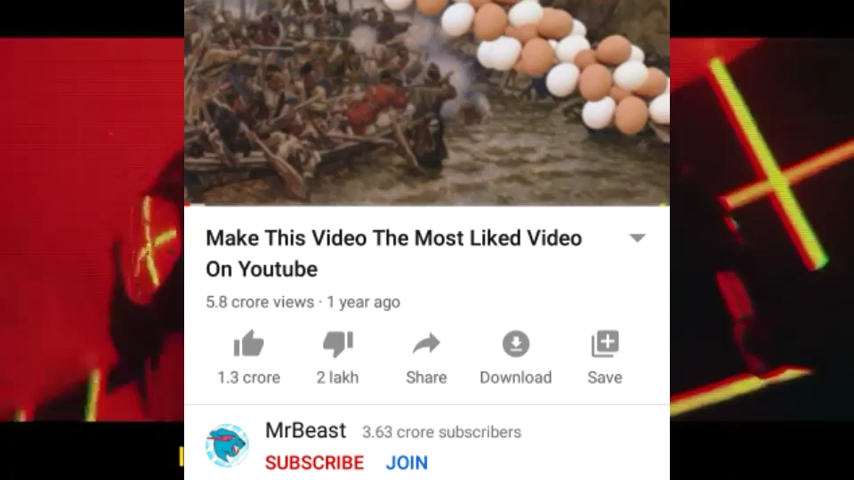 Make This Video The Most Liked Video
On Youtube
5.8 crore views · 1 year ago
1.3 crore
2 lakh
Share
Download
Save
MrBeast 3.63 crore subscribers
SUBSCRIBE JOIN